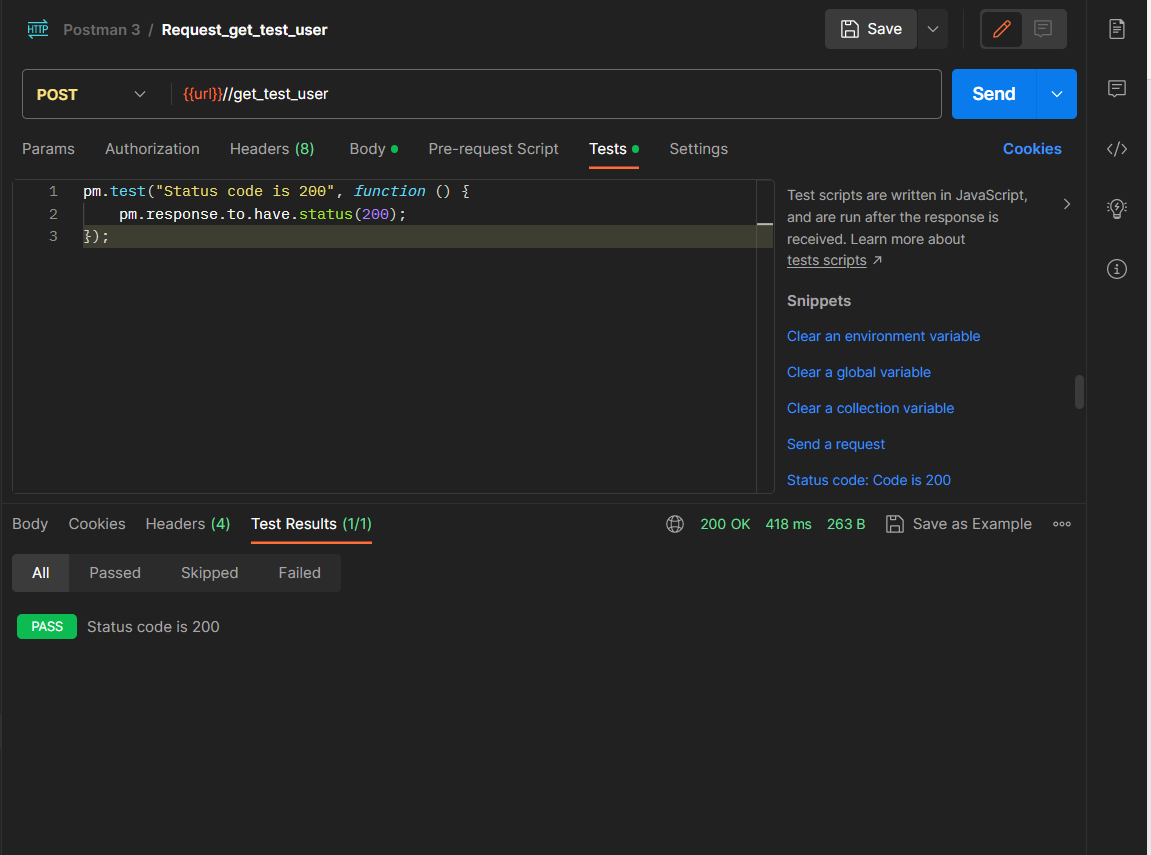 HTTP Postman 3 / Request_get_test_user Save
POST {{url}}//get_test_user Send
Params Authorization Headers (8) Body Pre-request Script Tests Settings Cookies
1 pm.test("Status code is 200", function () {
2 pm.response.to.have.status(200);
3 });
Test scripts are written in JavaScript,
and are run after the response is
received. Learn more about
tests scripts ↗
Snippets
Clear an environment variable
Clear a global variable
Clear a collection variable
Send a request
Status code: Code is 200
Body Cookies Headers (4) Test Results (1/1) 200 OK 418 ms 263 B Save as Example
All Passed Skipped Failed
PASS Status code is 200